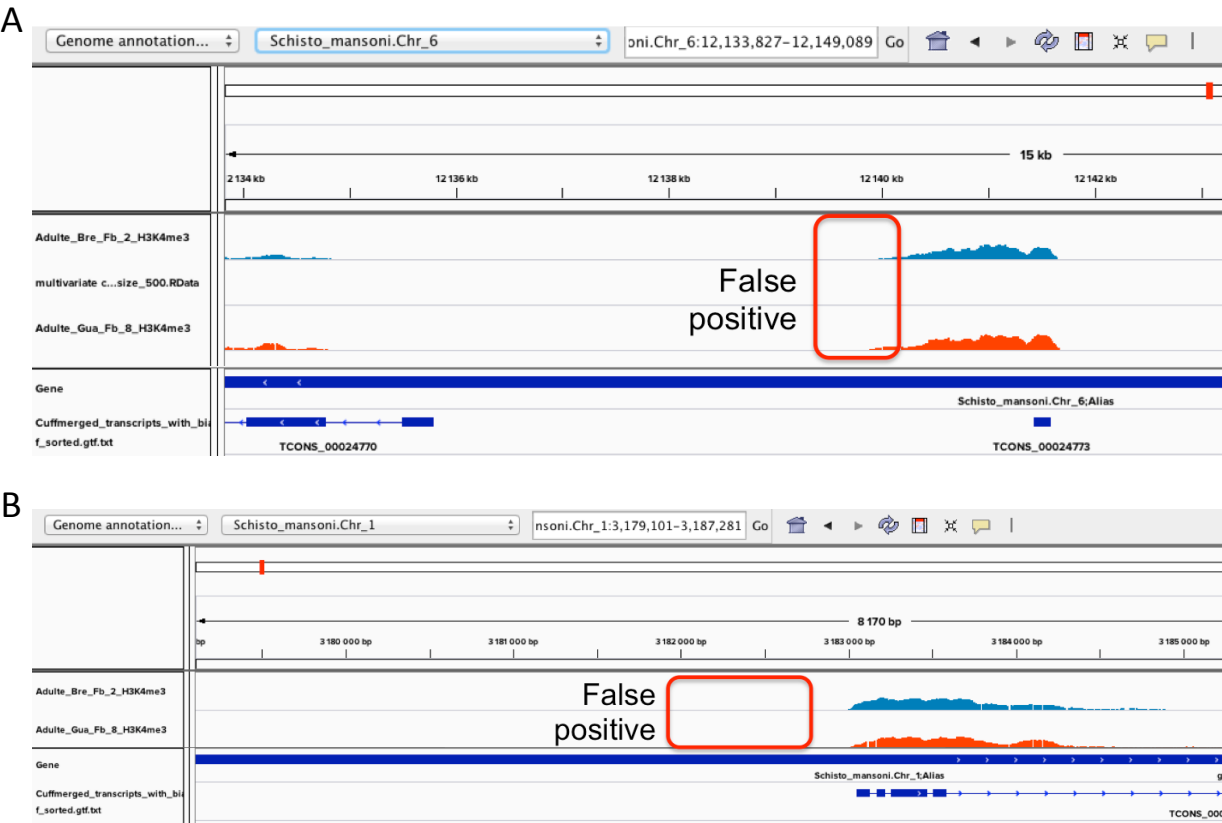 A
Genome annotation... Schisto_mansoni.Chr_6 oni.Chr_6:12,133,827-12,149,089 Go
15 kb
2 134 kb 12 136 kb 12 138 kb 12 140 kb 12 142 kb
Adulte_Bre_Fb_2_H3K4me3
multivariate c...size_500.RData
Adulte_Gua_Fb_8_H3K4me3
False
positive
Gene
Schisto_mansoni.Chr_6;Alias
Cuffmerged_transcripts_with_bia
f_sorted.gtf.txt
TCONS_00024770 TCONS_00024773
B
Genome annotation... Schisto_mansoni.Chr_1 nsoni.Chr_1:3,179,101-3,187,281 Go
8 170 bp
bp 3 180 000 bp 3 181 000 bp 3 182 000 bp 3 183 000 bp 3 184 000 bp 3 185 000 bp
Adulte_Bre_Fb_2_H3K4me3
Adulte_Gua_Fb_8_H3K4me3
False
positive
Gene
Schisto_mansoni.Chr_1;Alias g
Cuffmerged_transcripts_with_bia
f_sorted.gtf.txt
TCONS_000